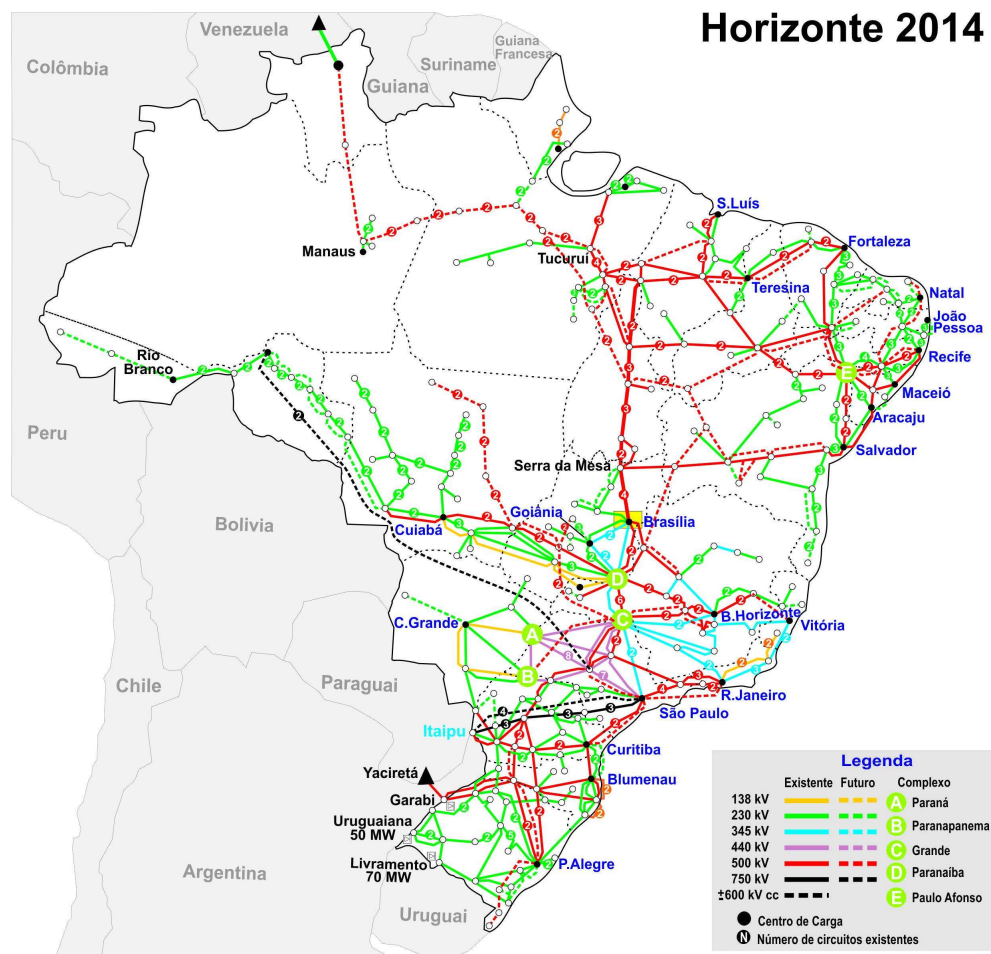 Horizonte 2014
Venezuela
Guiana
Francesa
Suriname
Colômbia
Guiana
S.Luís
Manaus
Tucuruí
Fortaleza
Teresina
Natal
João
Pessoa
Rio
Branco
Recife
E
Maceió
Aracaju
Peru
Salvador
Serra da Mesa
Goiânia
Brasília
Bolivia
Cuiabá
D
C.Grande
A
C
B.Horizonte
Vitória
B
Chile
Paraguai
R.Janeiro
São Paulo
Itaipu
Curitiba
Yaciretá
Blumenau
Garabi
Uruguaiana
50 MW
Livramento
70 MW
P.Alegre
Argentina
Uruguai
Legenda
Existente Futuro Complexo
138 kV A Paraná
230 kV B Paranapanema
345 kV
440 kV C Grande
500 kV D Paranaíba
750 kV
±600 kV cc E Paulo Afonso
Centro de Carga
N Número de circuitos existentes